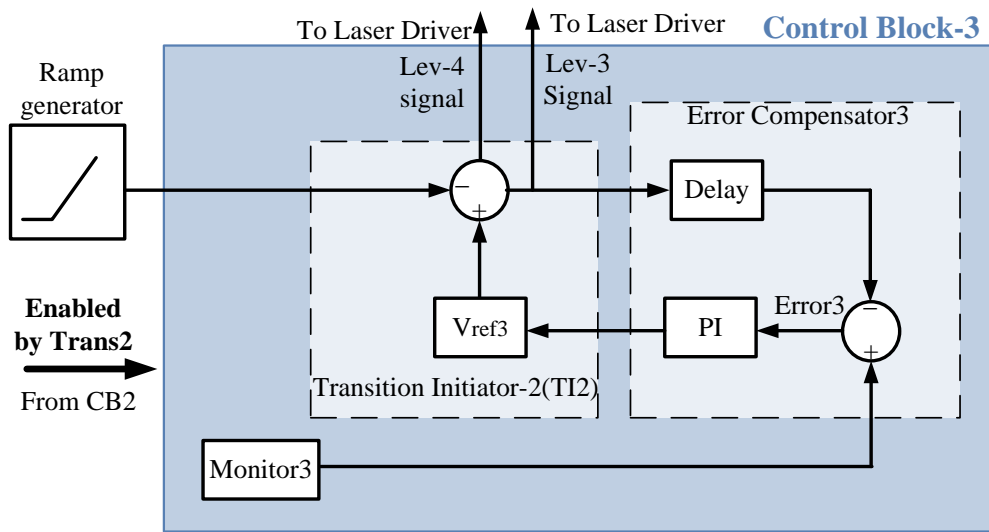 To Laser Driver
To Laser Driver
Control Block-3
Ramp
generator
Lev-4
signal
Lev-3
Signal
Error Compensator3
−
+
Delay
−
+
Error3
PI
Vref3
Transition Initiator-2(TI2)
Enabled
by Trans2
From CB2
Monitor3